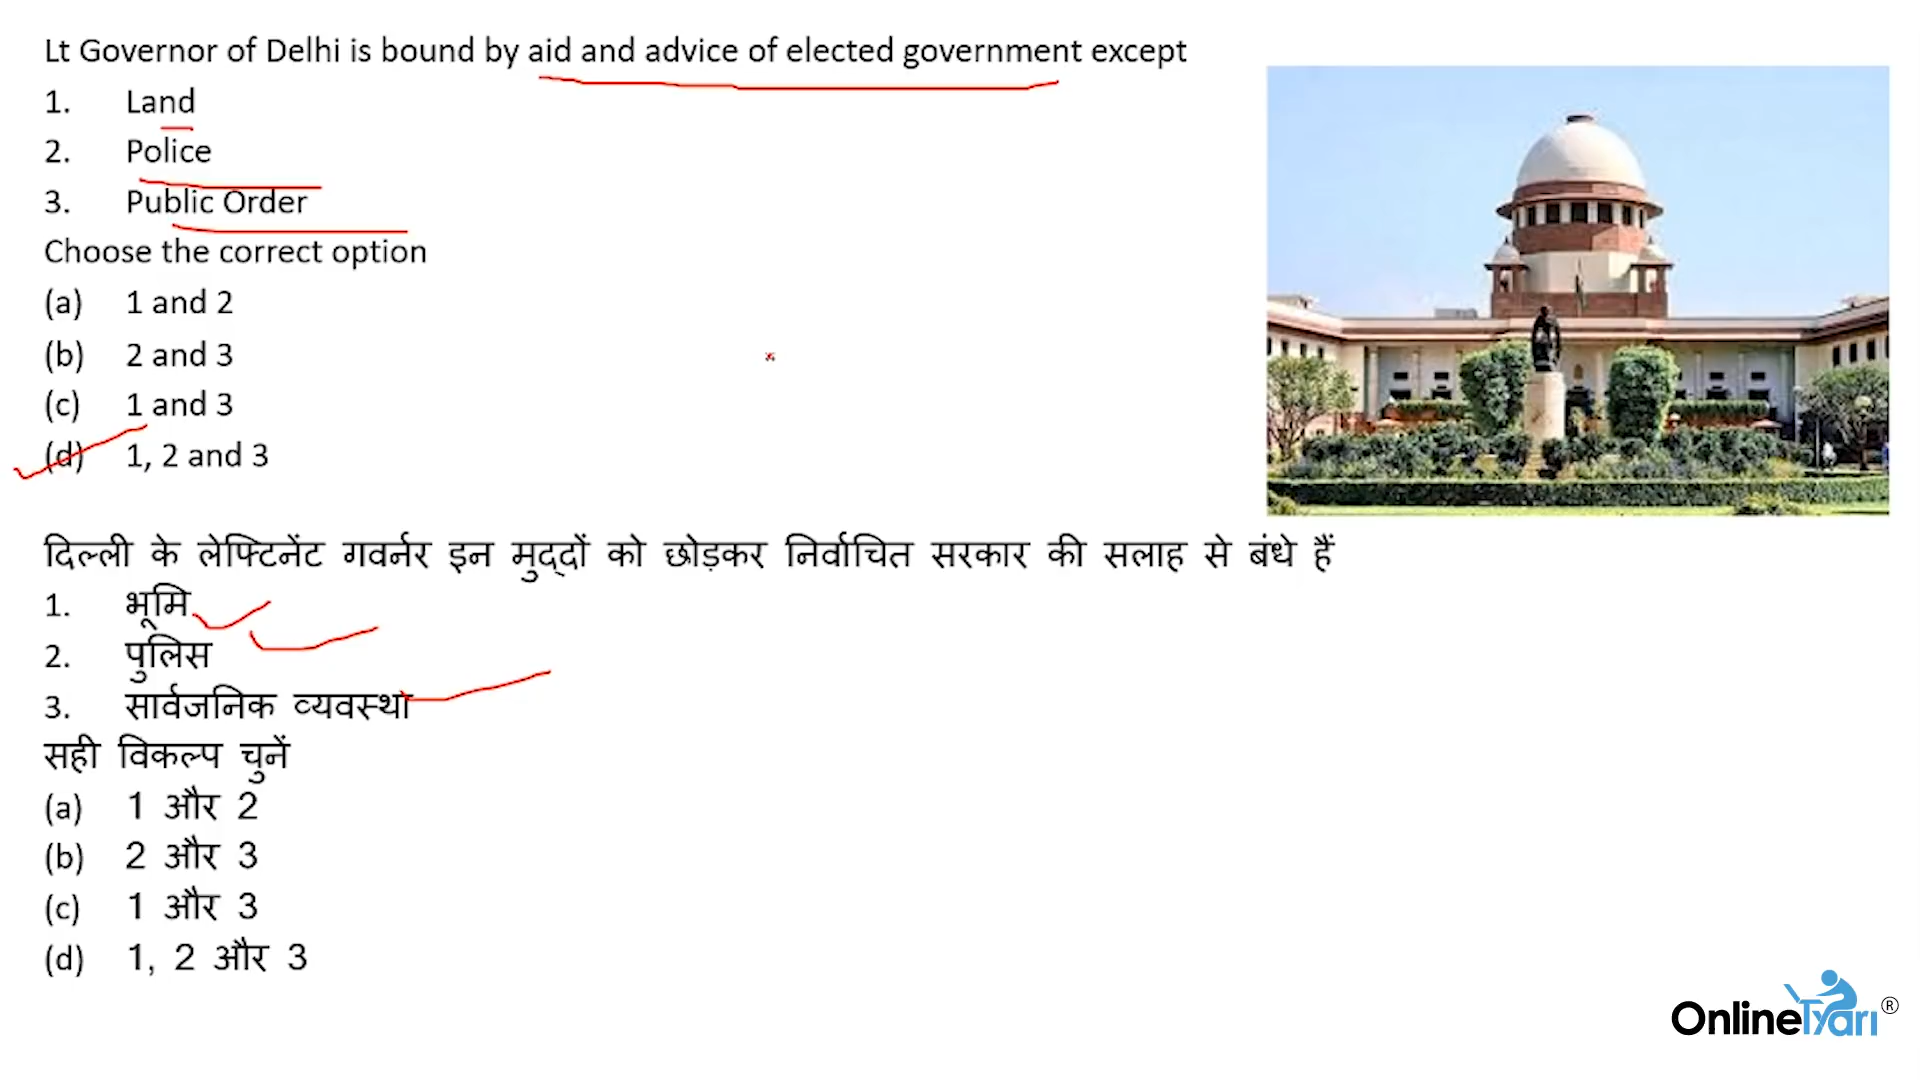 Lt Governor of Delhi is bound by aid and advice of elected government except
1. Land
2. Police
3. Public Order
Choose the correct option
(a) 1 and 2
(b) 2 and 3
(c) 1 and 3
(d) 1, 2 and 3
दिल्ली के लेफ्टिनेंट गवर्नर इन मुद्दों को छोड़कर निर्वाचित सरकार की सलाह से बंधे हैं
1. भूमि
2. पुलिस
3. सार्वजनिक व्यवस्था
सही विकल्प चुनें
(a) 1 और 2
(b) 2 और 3
(c) 1 और 3
(d) 1, 2 और 3
OnlineTyari®